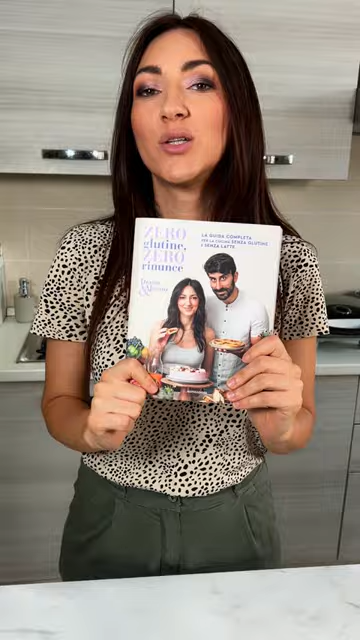 ZERO
glutine,
ZERO
rinunce
LA GUIDA COMPLETA
PER LA CUCINA SENZA GLUTINE
E SENZA LATTE